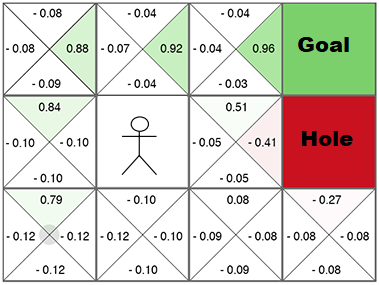 - 0.08 - 0.04 - 0.04
- 0.08 0.88 - 0.07 0.92 - 0.04 0.96 Goal
- 0.09 - 0.04 - 0.03
0.84 0.51
- 0.10 - 0.10 - 0.05 - 0.41 Hole
- 0.10 - 0.05
0.79 - 0.10 0.08 - 0.27
- 0.12 - 0.12 - 0.12 - 0.10 - 0.09 - 0.08 - 0.08 - 0.08
- 0.12 - 0.10 - 0.09 - 0.08